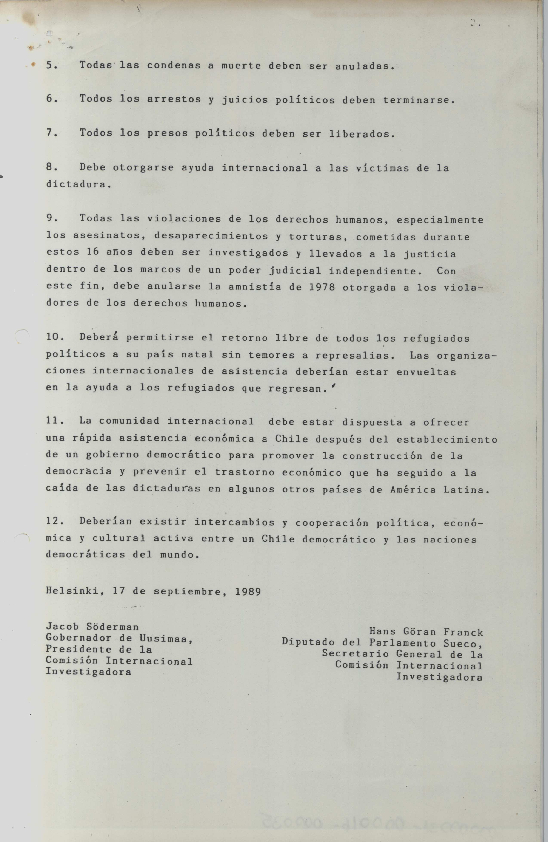 5. Todas las condenas a muerte deben ser anuladas.
6. Todos los arrestos y juicios políticos deben terminarse.
7. Todos los presos políticos deben ser liberados.
8. Debe otorgarse ayuda internacional a las víctimas de la
dictadura.
9. Todas las violaciones de los derechos humanos, especialmente
los asesinatos, desaparecimientos y torturas, cometidas durante
estos 16 años deben ser investigados y llevados a la justicia
dentro de los marcos de un poder judicial independiente. Con
este fin, debe anularse la amnistía de 1978 otorgada a los viola-
dores de los derechos humanos.
10. Deberá permitirse el retorno libre de todos los refugiados
políticos a su país natal sin temores a represalias. Las organiza-
ciones internacionales de asistencia deberían estar envueltas
en la ayuda a los refugiados que regresan.
11. La comunidad internacional debe estar dispuesta a ofrecer
una rápida asistencia económica a Chile después del establecimiento
de un gobierno democrático para promover la construcción de la
democracia y prevenir el trastorno económico que ha seguido a la
caída de las dictaduras en algunos otros países de América Latina.
12. Deberían existir intercambios y cooperación política, econó-
mica y cultural activa entre un Chile democrático y las naciones
democráticas del mundo.
Helsinki, 17 de septiembre, 1989
Jacob Söderman
Gobernador de Uusimaa,
Presidente de la
Comisión Internacional
Investigadora
Hans Göran Franck
Diputado del Parlamento Sueco,
Secretario General de la
Comisión Internacional
Investigadora